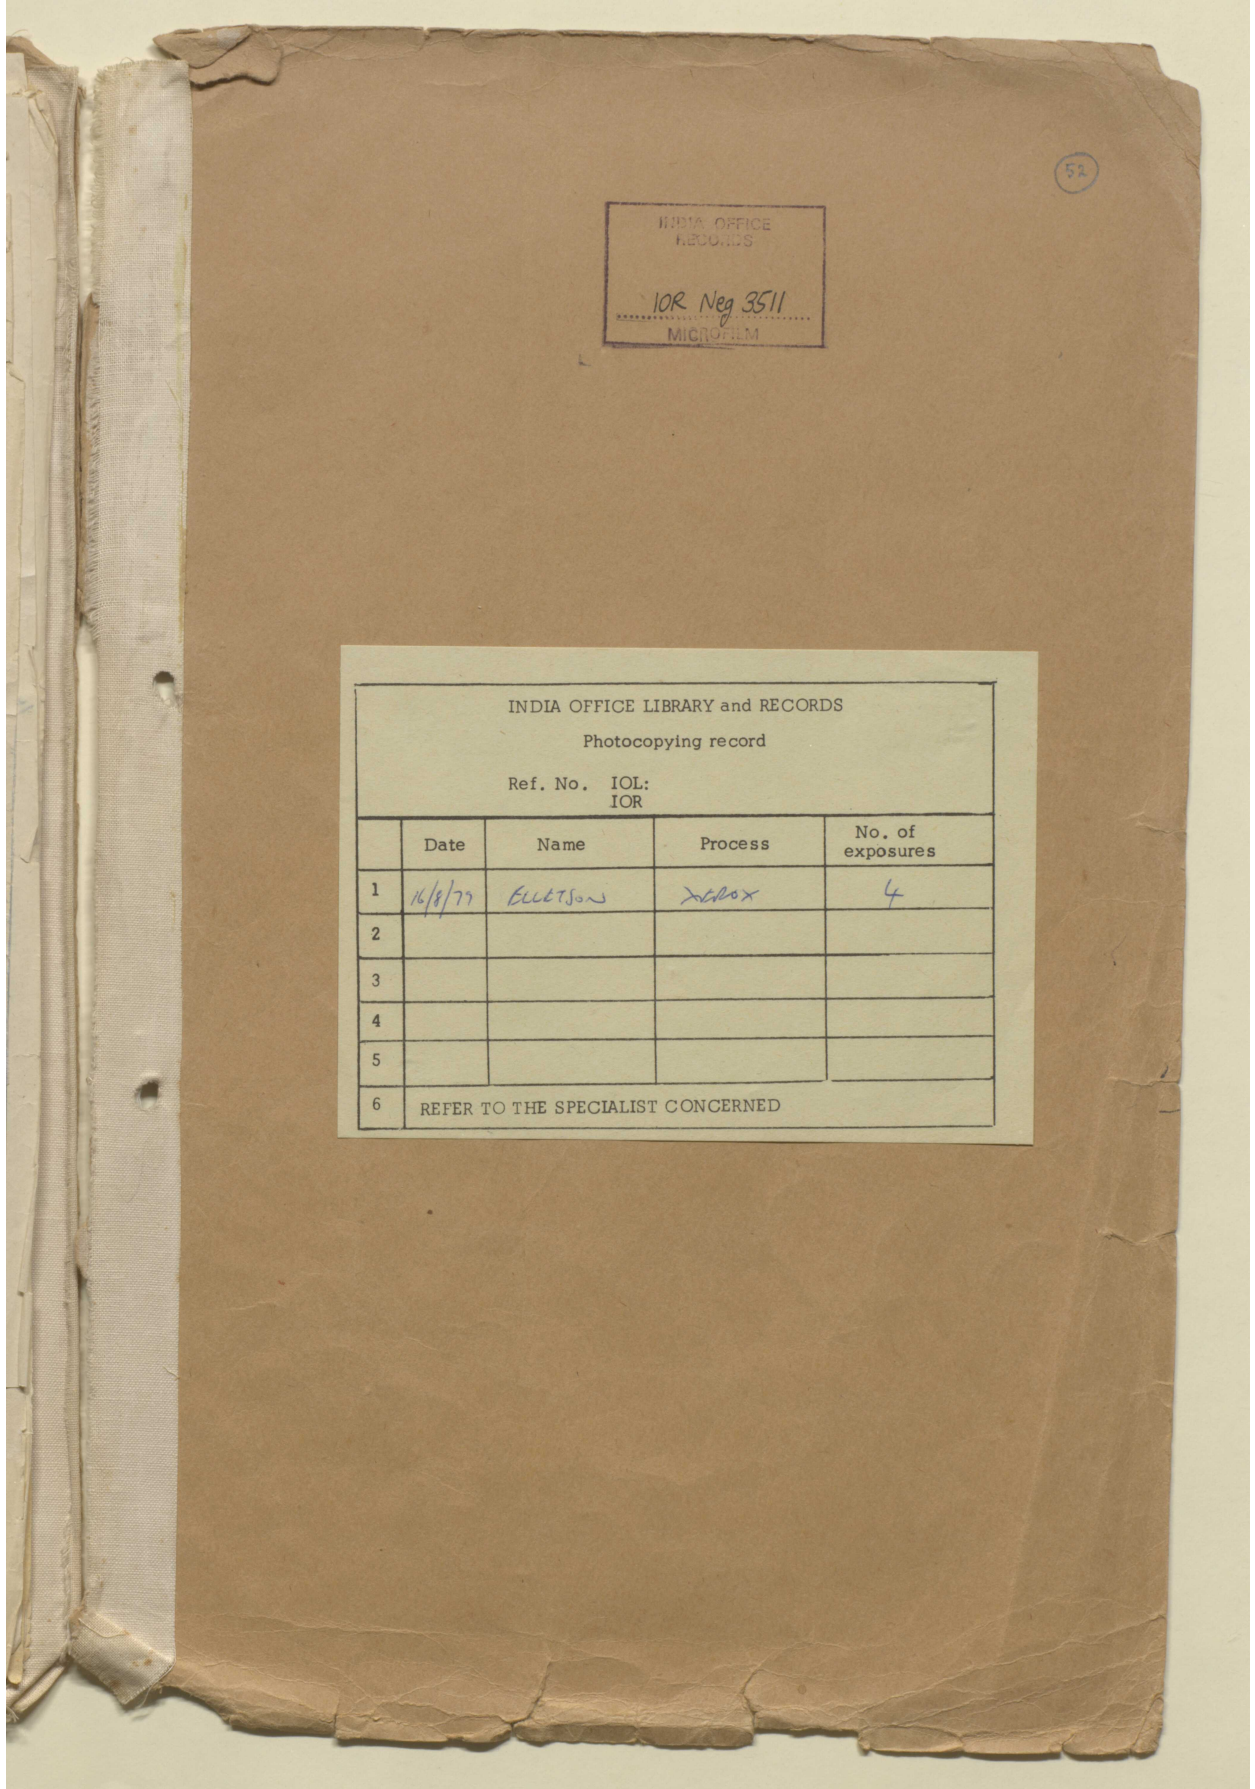 52
INDIA OFFICE
RECORDS
IOR Neg 3511
MICROFILM
INDIA OFFICE LIBRARY and RECORDS
Photocopying record
Ref. No. IOL:
IOR
Date Name Process No. of exposures
1 16/8/79 ELLETSON XEROX 4
2
3
4
5
6 REFER TO THE SPECIALIST CONCERNED